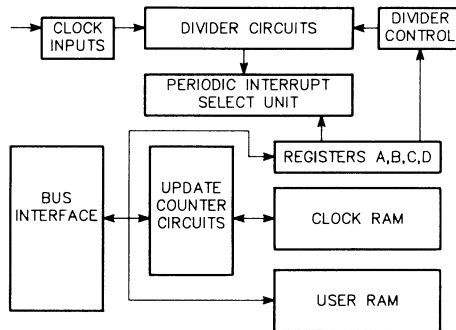 CLOCK
INPUTS
DIVIDER CIRCUITS
DIVIDER
CONTROL
PERIODIC INTERRUPT
SELECT UNIT
REGISTERS A,B,C,D
BUS
INTERFACE
UPDATE
COUNTER
CIRCUITS
CLOCK RAM
USER RAM